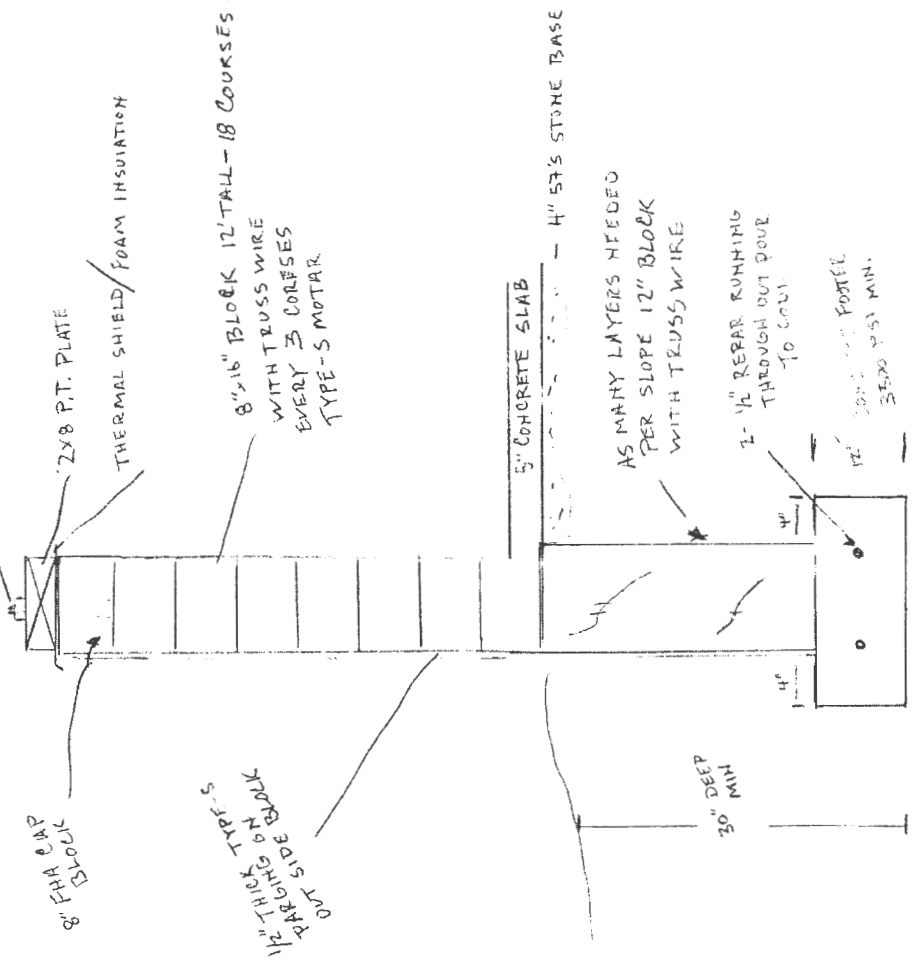 2X8 P.T. PLATE
THERMAL SHIELD/FOAM INSULATION
8"x16" BLOCK 12' TALL - 18 COURSES
WITH TRUSS WIRE
EVERY 3 CORESES
TYPE-S MOTAR
8" FHA CAP
BLOCK
1/2" THICK TYPE-S
PARGING ON
OUT SIDE BLOCK
5" CONCRETE SLAB
4" 57'S STONE BASE
AS MANY LAYERS NEEDED
PER SLOPE 12" BLOCK
WITH TRUSS WIRE
2- 1/2" REBAR RUNNING
THROUGH OUT POUR
TO
12" FOOTER
3500 PSI MIN.
4"
4"
30" DEEP
MIN